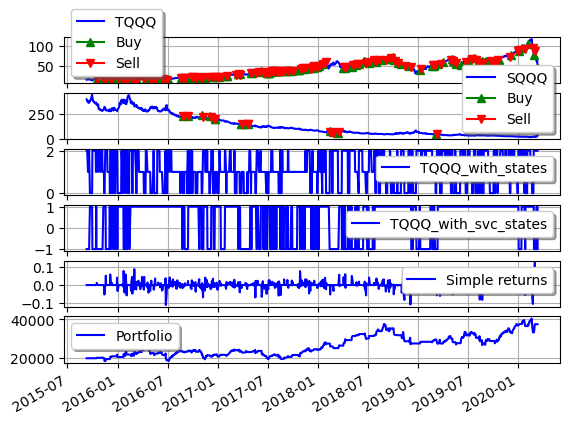 TQQQ
Buy
Sell
100
50
SQQQ
Buy
Sell
250
0
TQQQ_with_states
2
0
TQQQ_with_svc_states
1
0
−1
Simple returns
0.1
0.0
−0.1
Portfolio
40000
20000
2015-07
2016-01
2016-07
2017-01
2017-07
2018-01
2018-07
2019-01
2019-07
2020-01